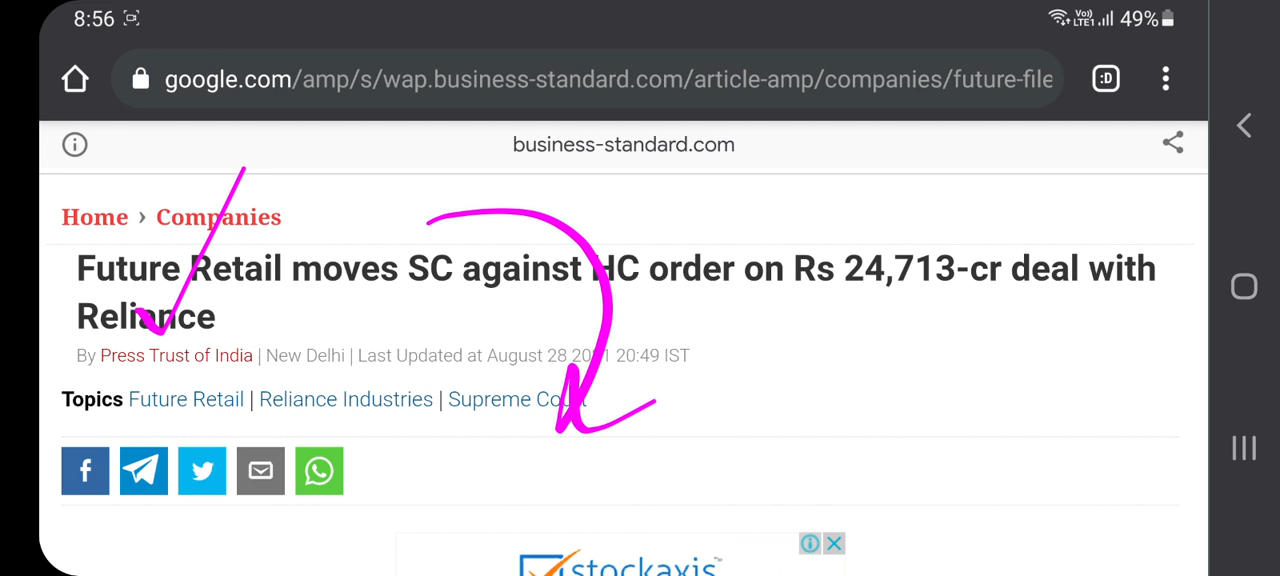 8:56 Vo)) LTE1 49%
google.com/amp/s/wap.business-standard.com/article-amp/companies/future-file
:D
business-standard.com
Home › Companies
Future Retail moves SC against HC order on Rs 24,713-cr deal with
Reliance
By Press Trust of India | New Delhi | Last Updated at August 28 2021 20:49 IST
Topics Future Retail | Reliance Industries | Supreme Court
stockaxis™